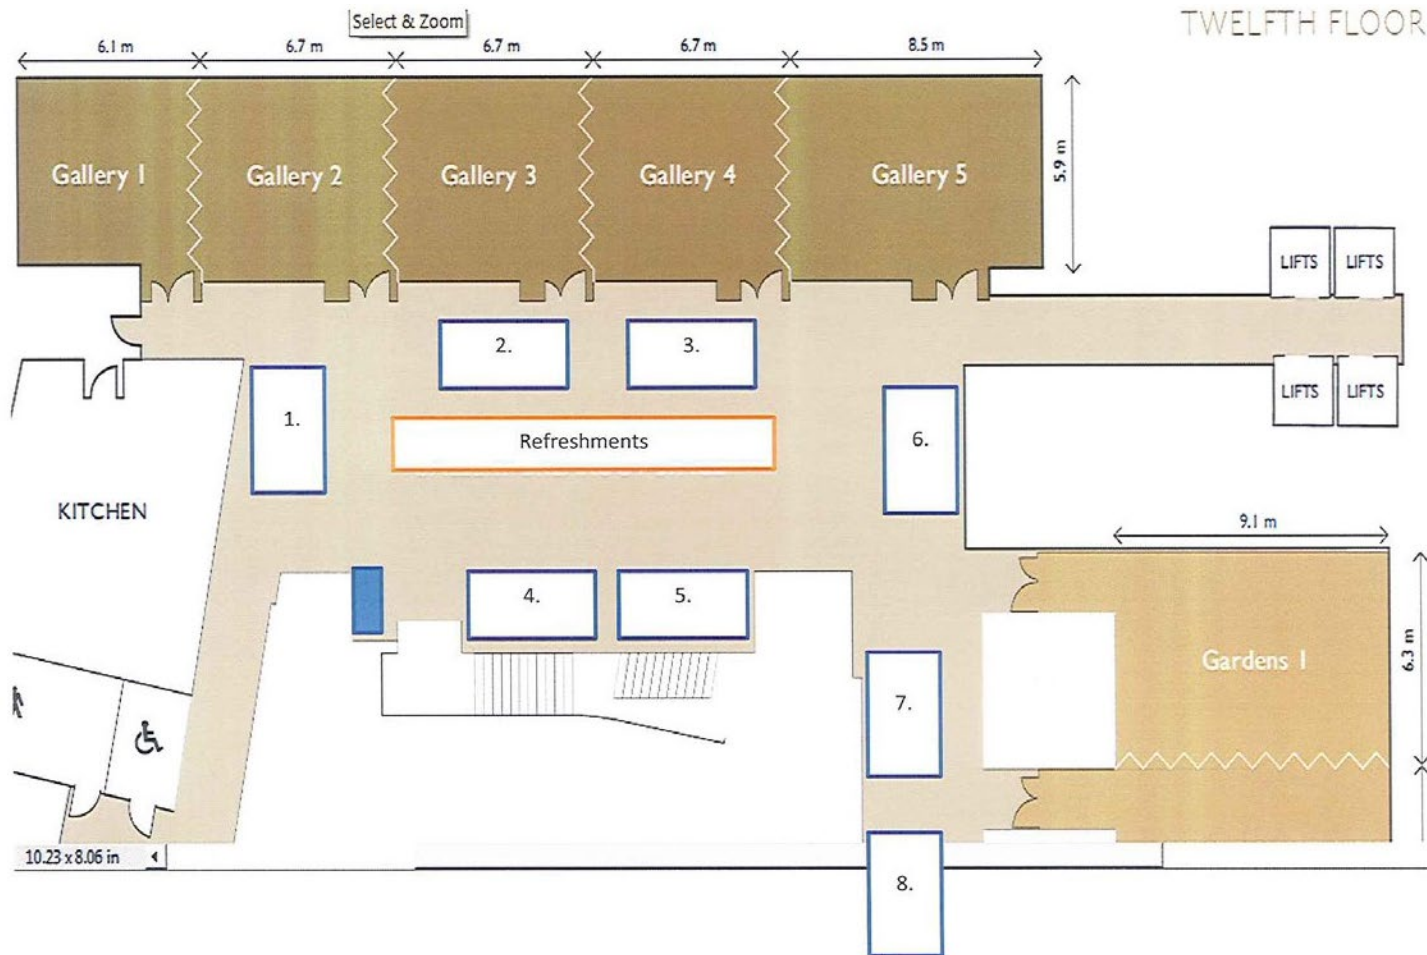 Select & Zoom
TWELFTH FLOOR
6.1 m
6.7 m
6.7 m
6.7 m
8.5 m
Gallery 1
Gallery 2
Gallery 3
Gallery 4
Gallery 5
5.9 m
LIFTS
LIFTS
2.
3.
LIFTS
LIFTS
1.
Refreshments
6.
KITCHEN
9.1 m
4.
5.
Gardens 1
6.3 m
7.
10.23 x 8.06 in
8.